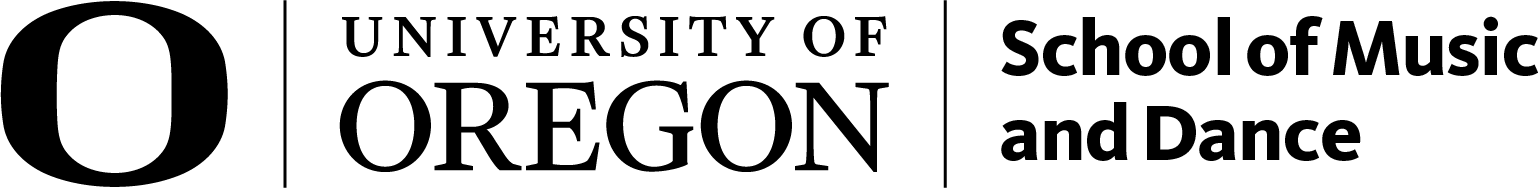 O
UNIVERSITY OF
OREGON
School of Music
and Dance